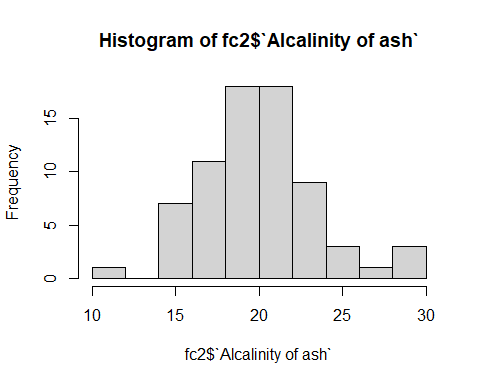 Histogram of fc2$`Alcalinity of ash`
Frequency
15
10
5
0
10 15 20 25 30
fc2$`Alcalinity of ash`